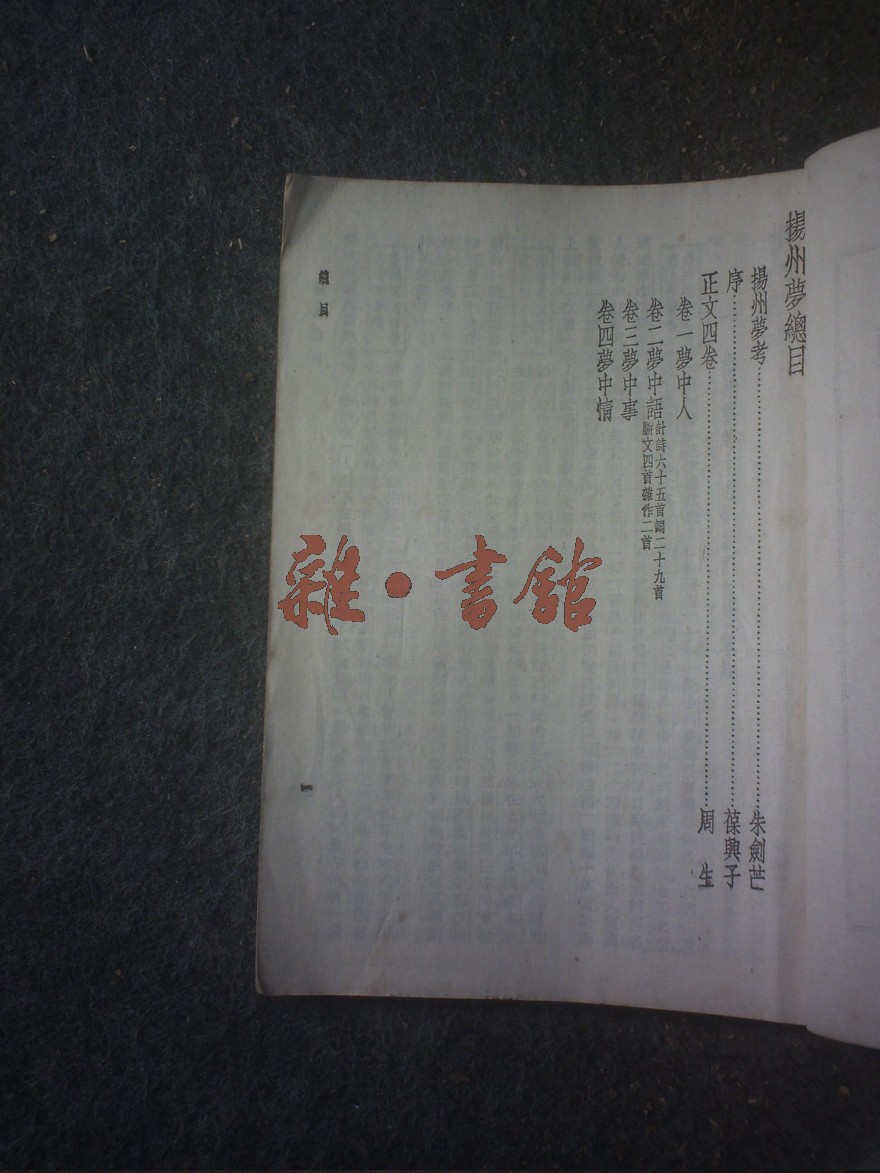 揚州夢總目
揚州夢考⋯⋯⋯⋯⋯⋯⋯⋯朱劍芒
序⋯⋯⋯⋯⋯⋯⋯⋯葆與子
正文四卷⋯⋯⋯⋯⋯⋯⋯⋯周生
卷一夢中人
卷二夢中語
計詩六十五首詞二十九首
駢文四首雜作二首
卷三夢中事
卷四夢中情
總目
一
雜·書館